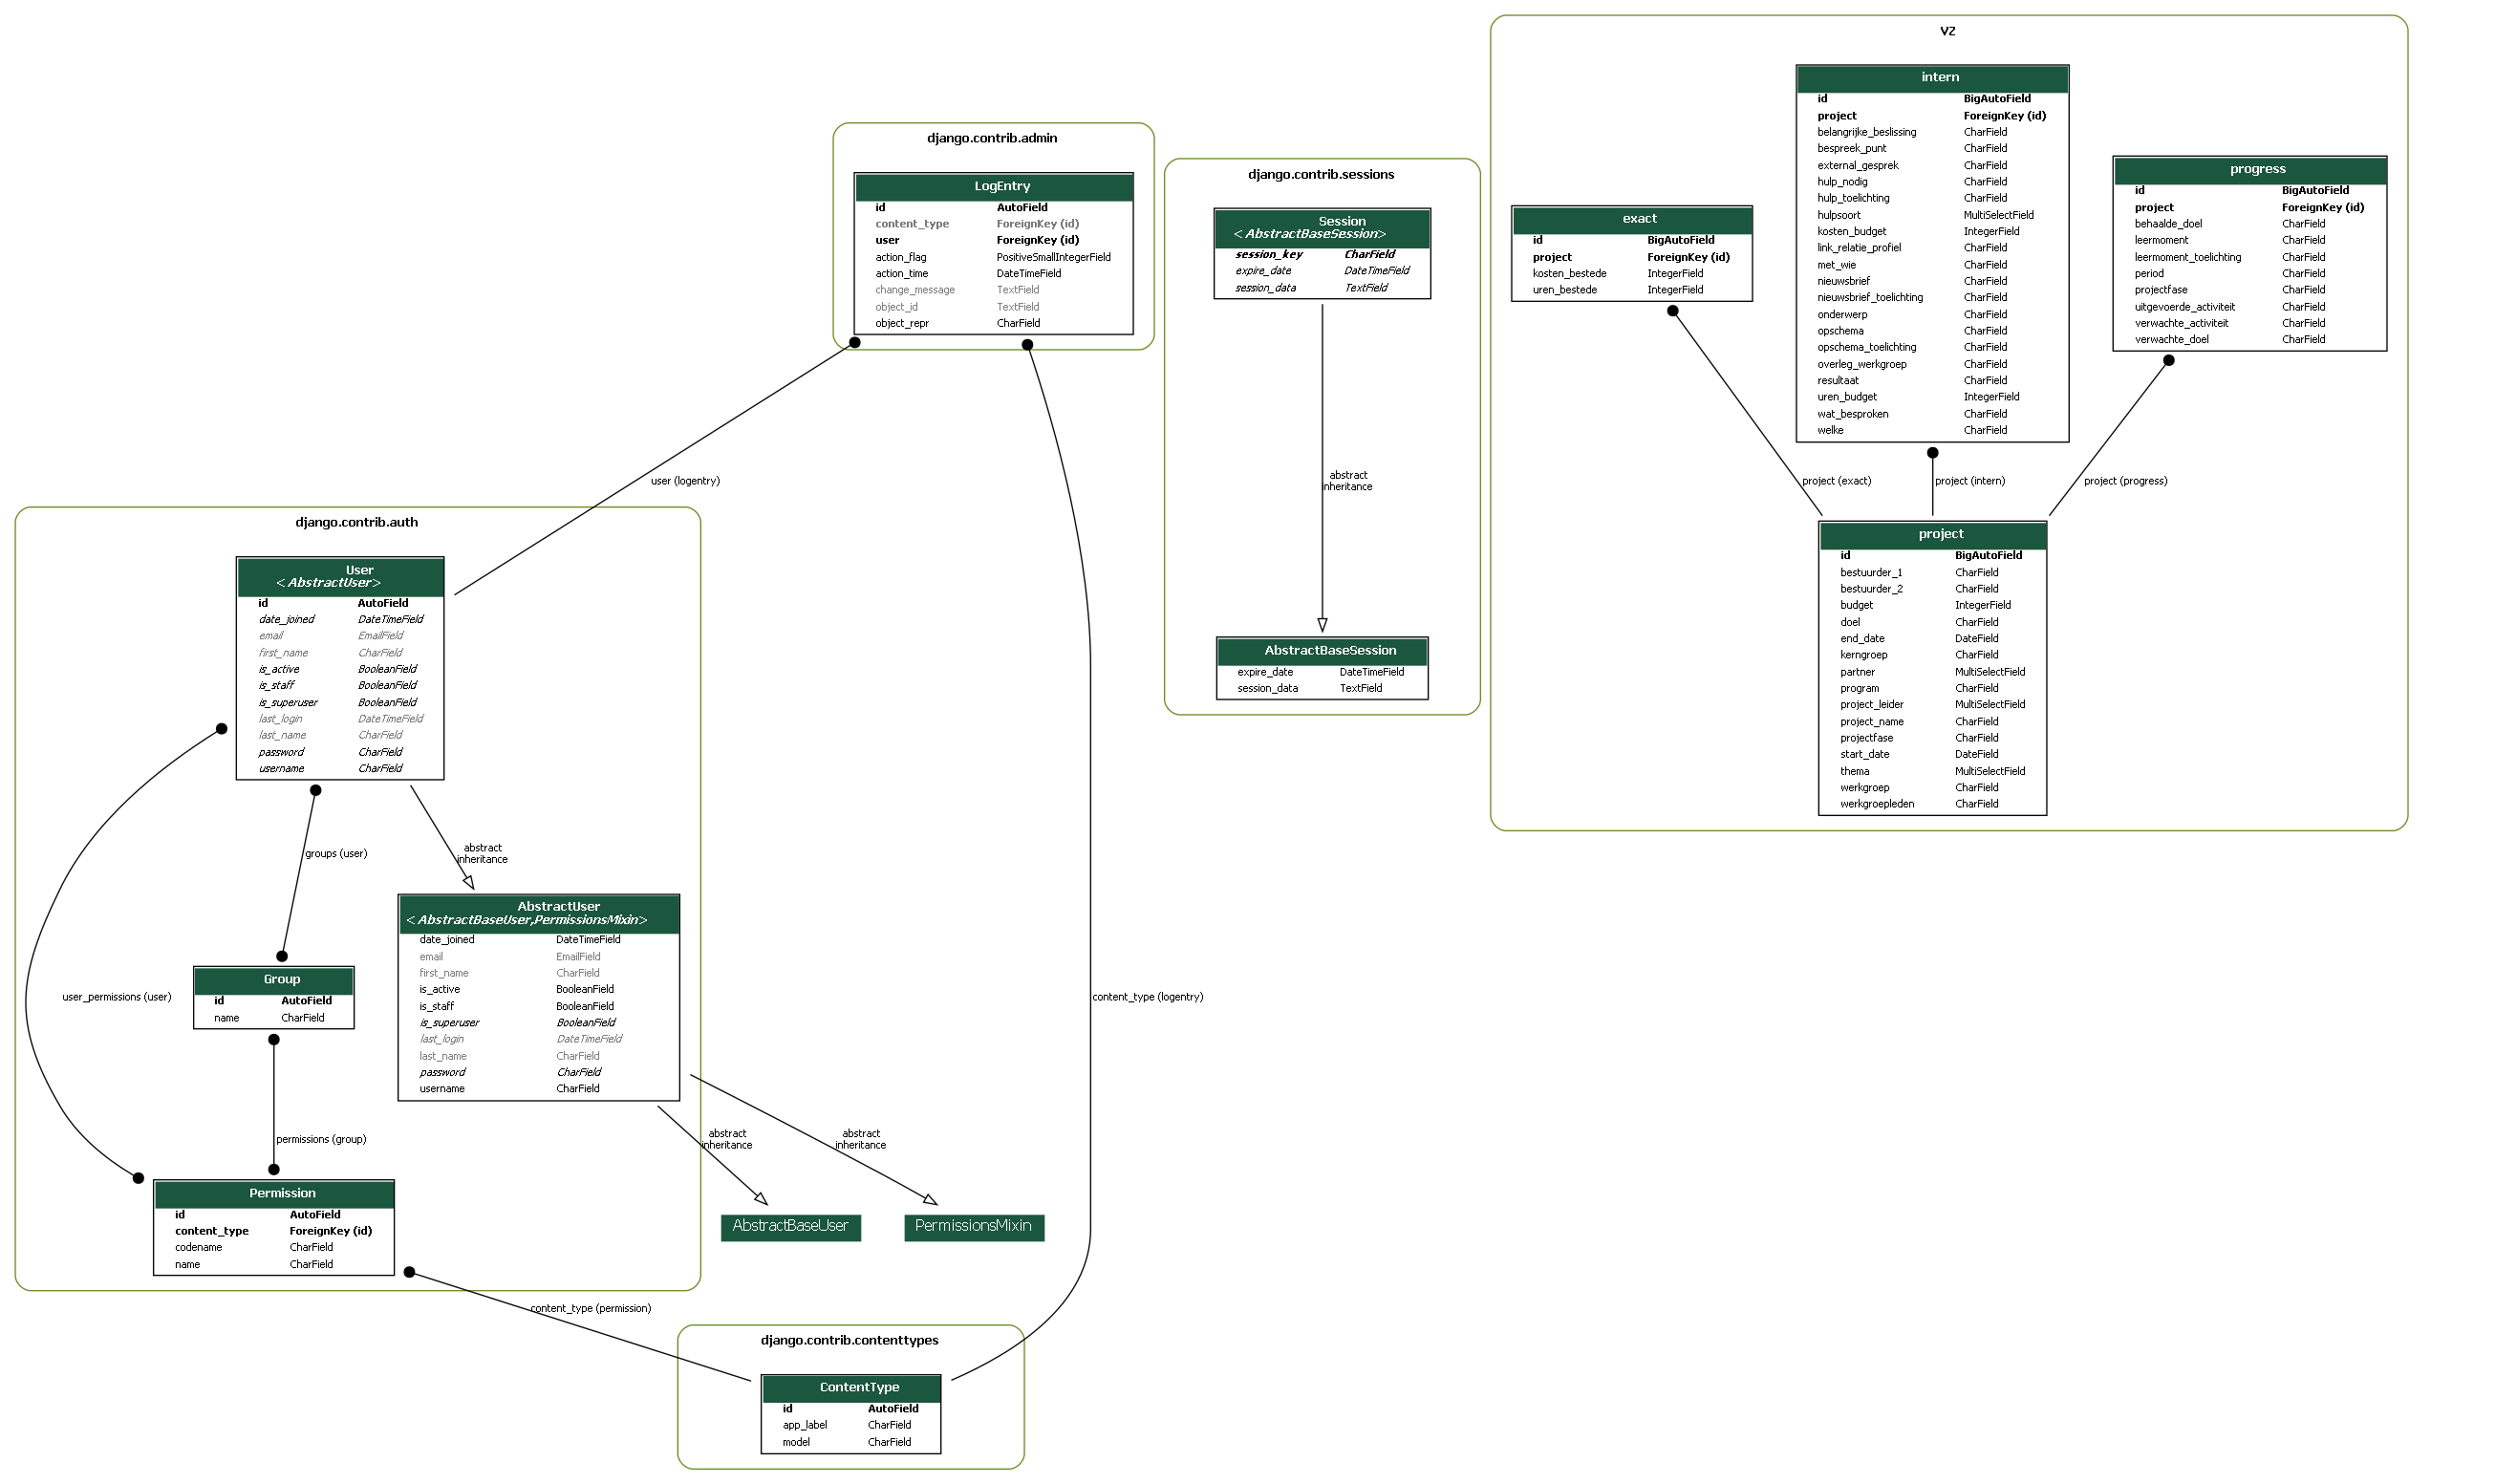 VZ
intern
id BigAutoField
project ForeignKey (id)
belangrijke_beslissing CharField
bespreek_punt CharField
external_gesprek CharField
hulp_nodig CharField
hulp_toelichting CharField
hulpsoort MultiSelectField
kosten_budget IntegerField
link_relatie_profiel CharField
met_wie CharField
nieuwsbrief CharField
nieuwsbrief_toelichting CharField
onderwerp CharField
opschema CharField
opschema_toelichting CharField
overleg_werkgroep CharField
resultaat CharField
uren_budget IntegerField
wat_besproken CharField
welke CharField
progress
id BigAutoField
project ForeignKey (id)
behaalde_doel CharField
leermoment CharField
leermoment_toelichting CharField
period CharField
projectfase CharField
uitgevoerde_activiteit CharField
verwachte_activiteit CharField
verwachte_doel CharField
exact
id BigAutoField
project ForeignKey (id)
kosten_bestede IntegerField
uren_bestede IntegerField
project (exact)
project (intern)
project (progress)
project
id BigAutoField
bestuurder_1 CharField
bestuurder_2 CharField
budget IntegerField
doel CharField
end_date DateField
kerngroep CharField
partner MultiSelectField
program CharField
project_leider MultiSelectField
project_name CharField
projectfase CharField
start_date DateField
thema MultiSelectField
werkgroep CharField
werkgroepleden CharField
django.contrib.admin
LogEntry
id AutoField
content_type ForeignKey (id)
user ForeignKey (id)
action_flag PositiveSmallIntegerField
action_time DateTimeField
change_message TextField
object_id TextField
object_repr CharField
user (logentry)
content_type (logentry)
django.contrib.sessions
Session
<AbstractBaseSession>
session_key CharField
expire_date DateTimeField
session_data TextField
abstract
inheritance
AbstractBaseSession
expire_date DateTimeField
session_data TextField
django.contrib.auth
User
<AbstractUser>
id AutoField
date_joined DateTimeField
email EmailField
first_name CharField
is_active BooleanField
is_staff BooleanField
is_superuser BooleanField
last_login DateTimeField
last_name CharField
password CharField
username CharField
groups (user)
abstract
inheritance
user_permissions (user)
AbstractUser
<AbstractBaseUser,PermissionsMixin>
date_joined DateTimeField
email EmailField
first_name CharField
is_active BooleanField
is_staff BooleanField
is_superuser BooleanField
last_login DateTimeField
last_name CharField
password CharField
username CharField
Group
id AutoField
name CharField
permissions (group)
abstract
inheritance
abstract
inheritance
Permission
id AutoField
content_type ForeignKey (id)
codename CharField
name CharField
AbstractBaseUser
PermissionsMixin
content_type (permission)
django.contrib.contenttypes
ContentType
id AutoField
app_label CharField
model CharField